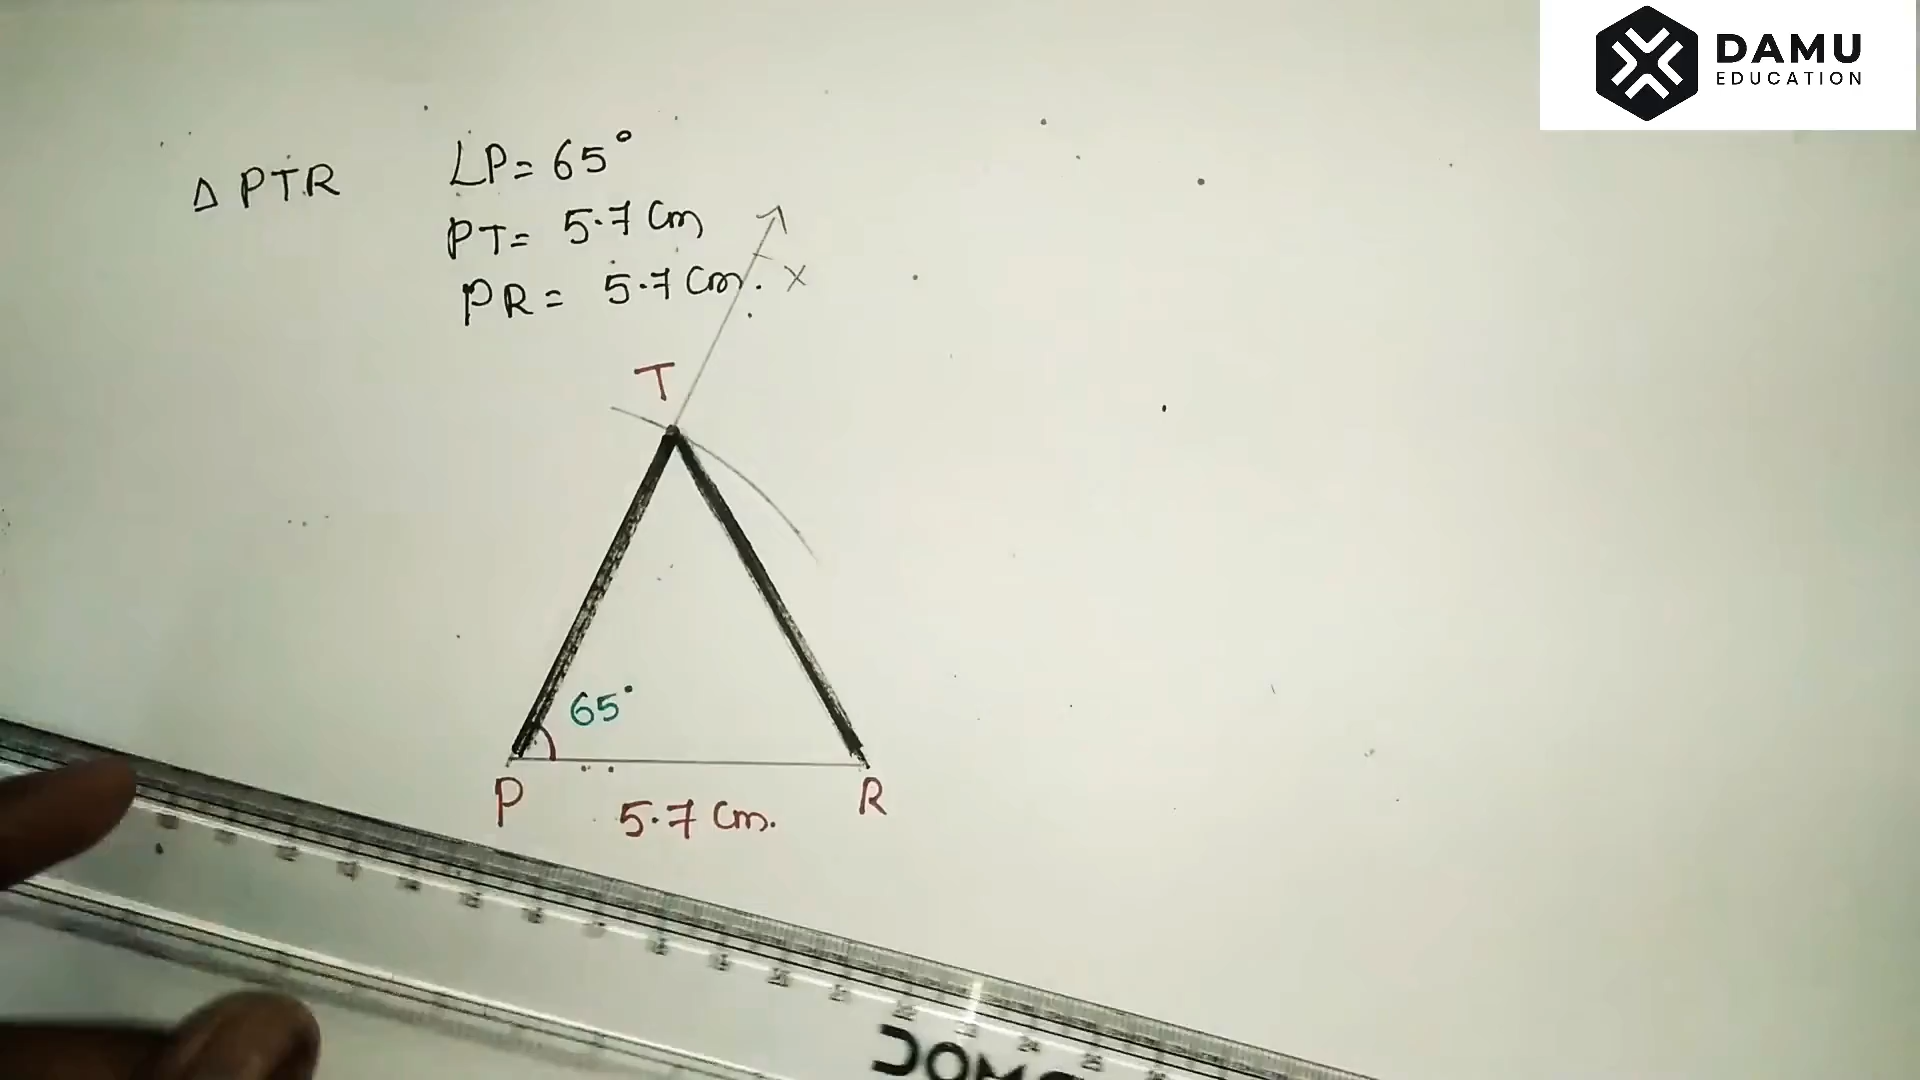 DAMU
EDUCATION
∆ PTR
∠P= 65°
PT= 5.7 Cm
PR= 5.7 Cm.
X
T
65°
P
R
5.7 Cm.